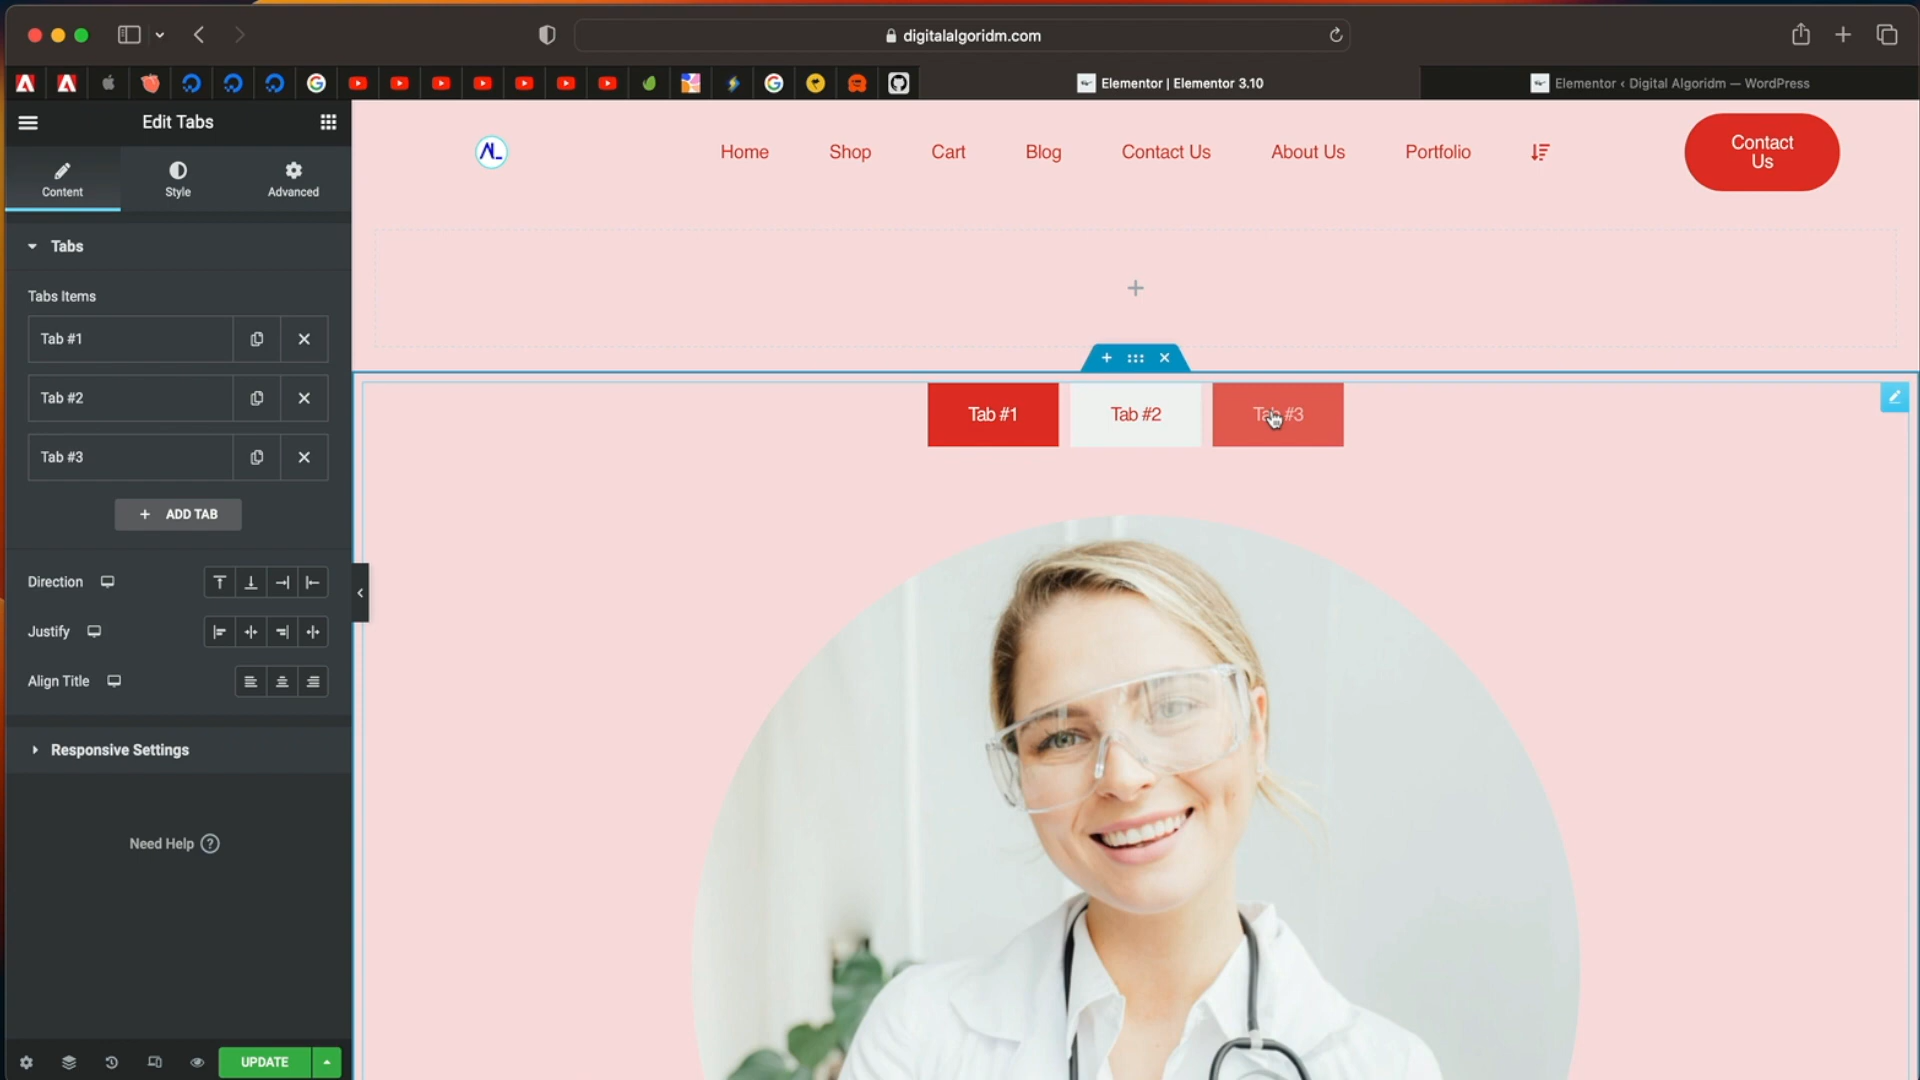 digitalalgoridm.com
Elementor | Elementor 3.10
Elementor ‹ Digital Algoridm — WordPress
Edit Tabs
Content
Style
Advanced
Tabs
Tabs Items
Tab #1
Tab #2
Tab #3
+ ADD TAB
Direction
Justify
Align Title
Responsive Settings
Need Help ?
UPDATE
Home
Shop
Cart
Blog
Contact Us
About Us
Portfolio
Contact
Us
Tab #1
Tab #2
Tab #3